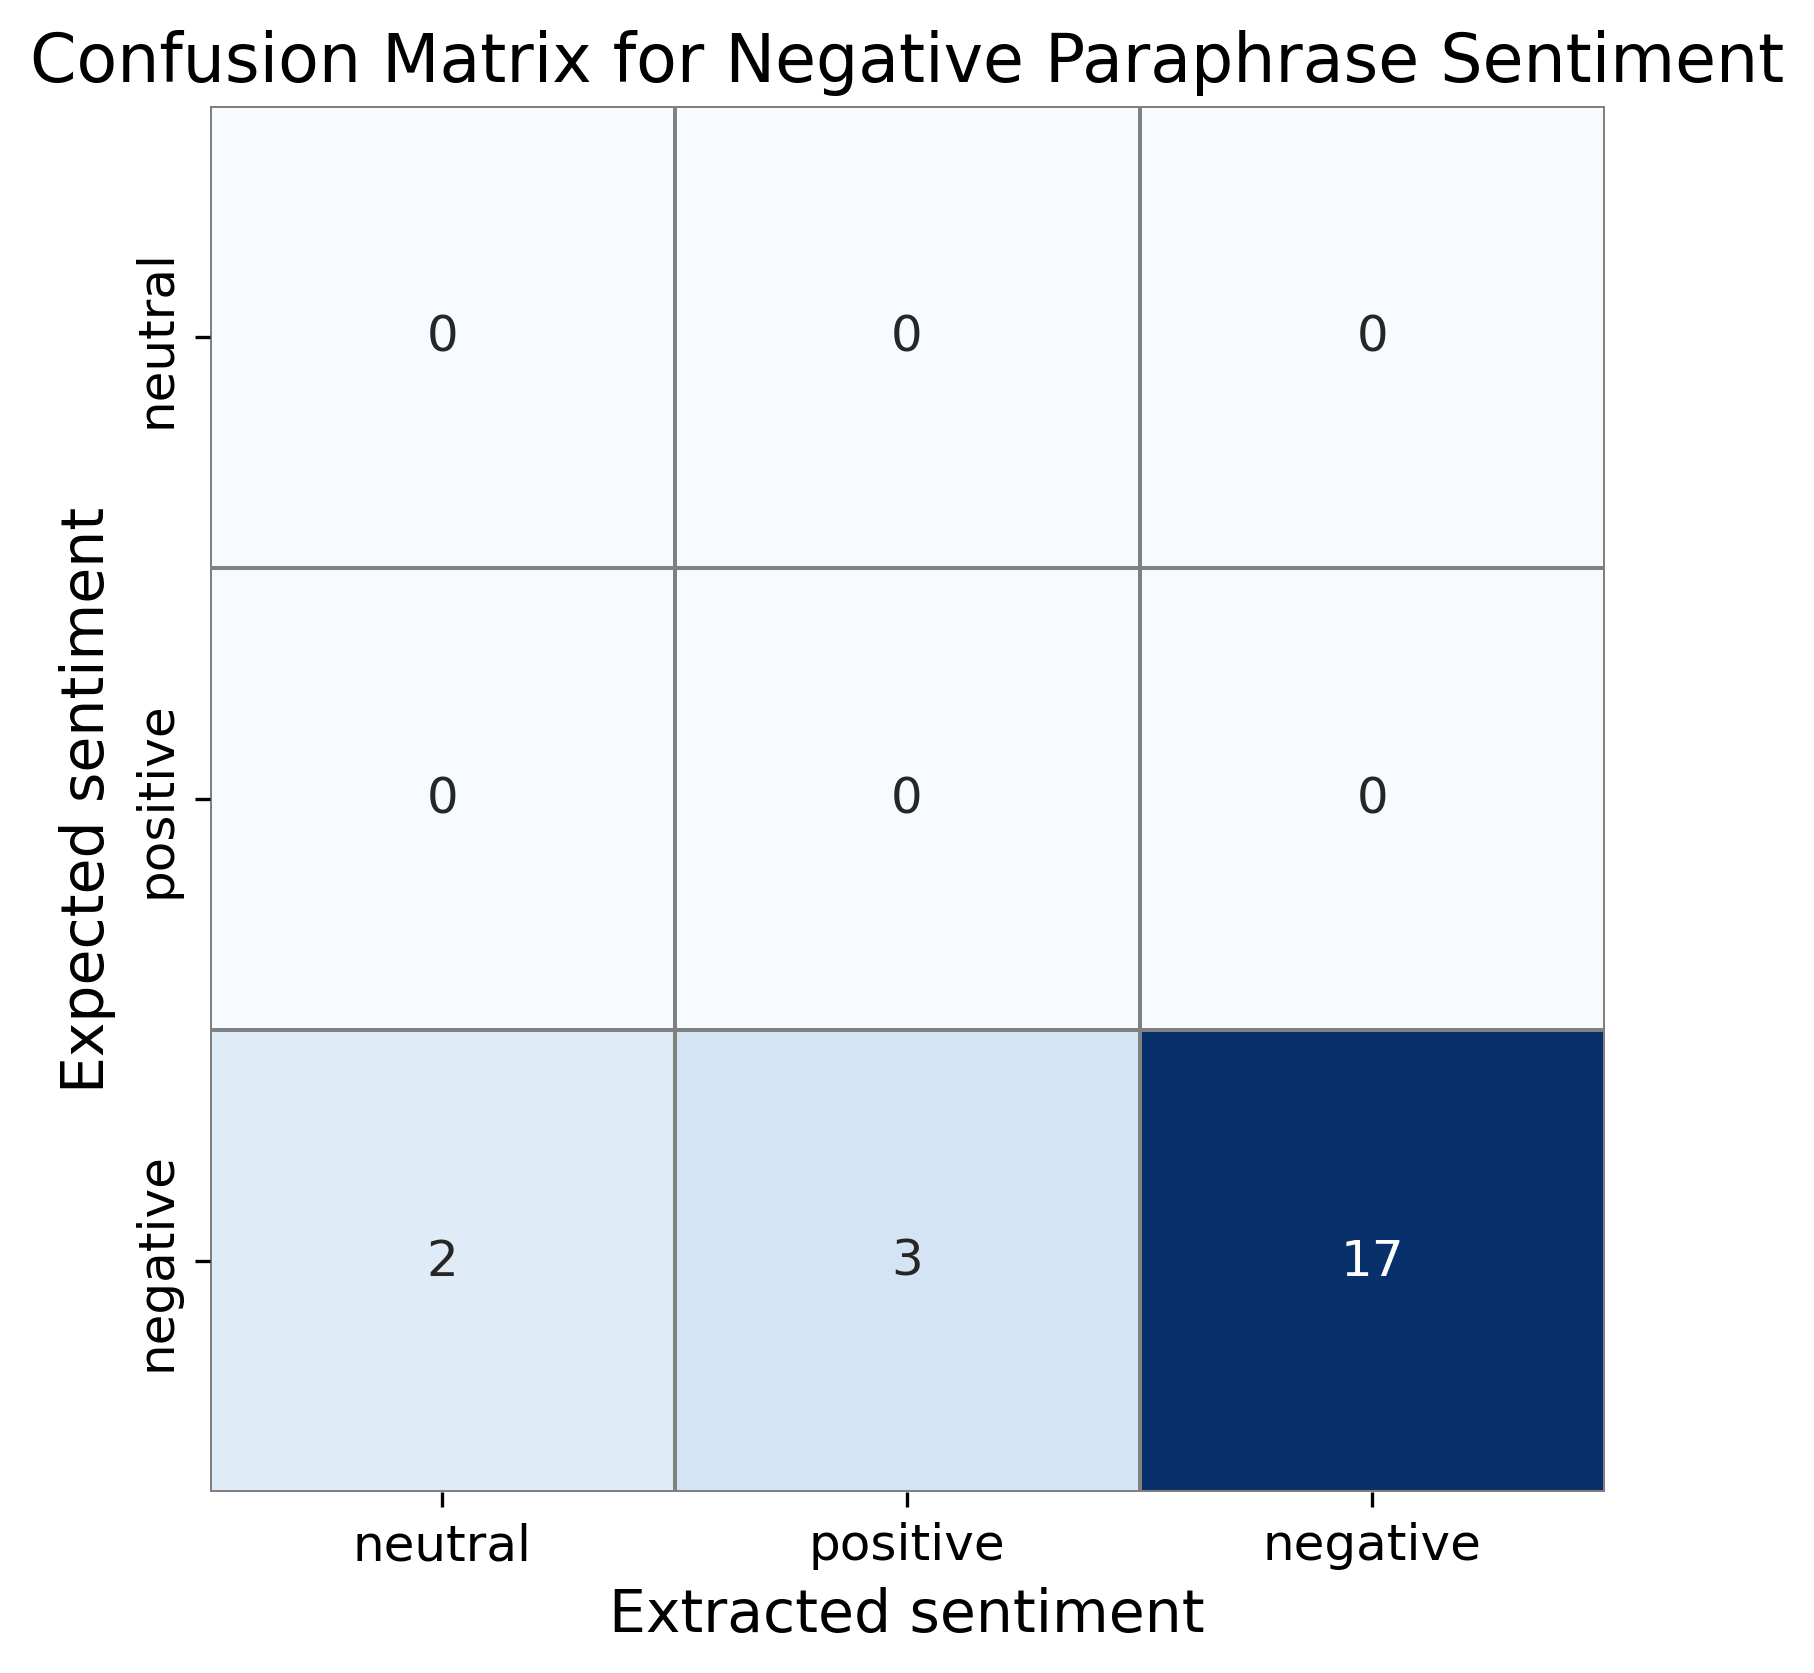 Confusion Matrix for Negative Paraphrase Sentiment
Expected sentiment
neutral
0 0 0
positive
0 0 0
negative
2 3 17
neutral positive negative
Extracted sentiment